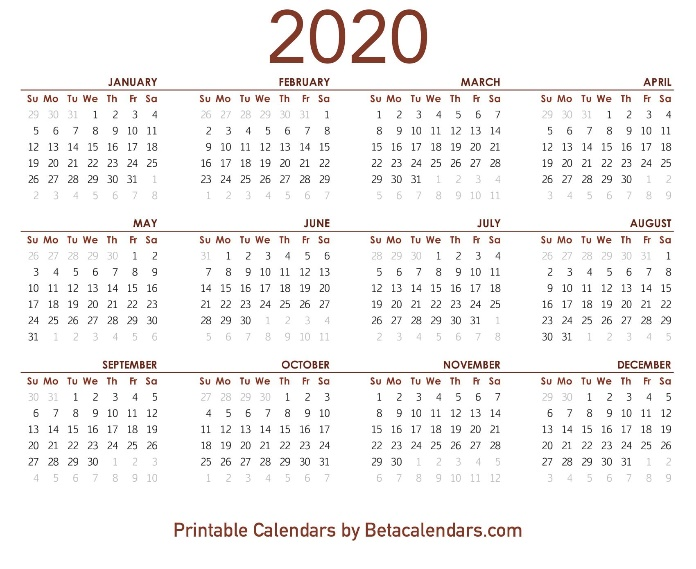 2020
JANUARY FEBRUARY MARCH APRIL
Su Mo Tu We Th Fr Sa Su Mo Tu We Th Fr Sa Su Mo Tu We Th Fr Sa Su Mo Tu We Th Fr Sa
29 30 31 1 2 3 4 26 27 28 29 30 31 1 1 2 3 4 5 6 7 29 30 31 1 2 3 4
5 6 7 8 9 10 11 2 3 4 5 6 7 8 8 9 10 11 12 13 14 5 6 7 8 9 10 11
12 13 14 15 16 17 18 9 10 11 12 13 14 15 15 16 17 18 19 20 21 12 13 14 15 16 17 18
19 20 21 22 23 24 25 16 17 18 19 20 21 22 22 23 24 25 26 27 28 19 20 21 22 23 24 25
26 27 28 29 30 31 1 23 24 25 26 27 28 29 29 30 31 1 2 3 4 26 27 28 29 30 1 2
2 3 4 5 6 7 8 1 2 3 4 5 6 7 5 6 7 8 9 10 11 3 4 5 6 7 8 9
MAY JUNE JULY AUGUST
Su Mo Tu We Th Fr Sa Su Mo Tu We Th Fr Sa Su Mo Tu We Th Fr Sa Su Mo Tu We Th Fr Sa
26 27 28 29 30 1 2 31 1 2 3 4 5 6 28 29 30 1 2 3 4 26 27 28 29 30 31 1
3 4 5 6 7 8 9 7 8 9 10 11 12 13 5 6 7 8 9 10 11 2 3 4 5 6 7 8
10 11 12 13 14 15 16 14 15 16 17 18 19 20 12 13 14 15 16 17 18 9 10 11 12 13 14 15
17 18 19 20 21 22 23 21 22 23 24 25 26 27 19 20 21 22 23 24 25 16 17 18 19 20 21 22
24 25 26 27 28 29 30 28 29 30 1 2 3 4 26 27 28 29 30 31 1 23 24 25 26 27 28 29
31 1 2 3 4 5 6 5 6 7 8 9 10 11 2 3 4 5 6 7 8 30 31 1 2 3 4 5
SEPTEMBER OCTOBER NOVEMBER DECEMBER
Su Mo Tu We Th Fr Sa Su Mo Tu We Th Fr Sa Su Mo Tu We Th Fr Sa Su Mo Tu We Th Fr Sa
30 31 1 2 3 4 5 27 28 29 30 1 2 3 1 2 3 4 5 6 7 29 30 1 2 3 4 5
6 7 8 9 10 11 12 4 5 6 7 8 9 10 8 9 10 11 12 13 14 6 7 8 9 10 11 12
13 14 15 16 17 18 19 11 12 13 14 15 16 17 15 16 17 18 19 20 21 13 14 15 16 17 18 19
20 21 22 23 24 25 26 18 19 20 21 22 23 24 22 23 24 25 26 27 28 20 21 22 23 24 25 26
27 28 29 30 1 2 3 25 26 27 28 29 30 31 29 30 1 2 3 4 5 27 28 29 30 31 1 2
4 5 6 7 8 9 10 1 2 3 4 5 6 7 6 7 8 9 10 11 12 3 4 5 6 7 8 9
Printable Calendars by Betacalendars.com